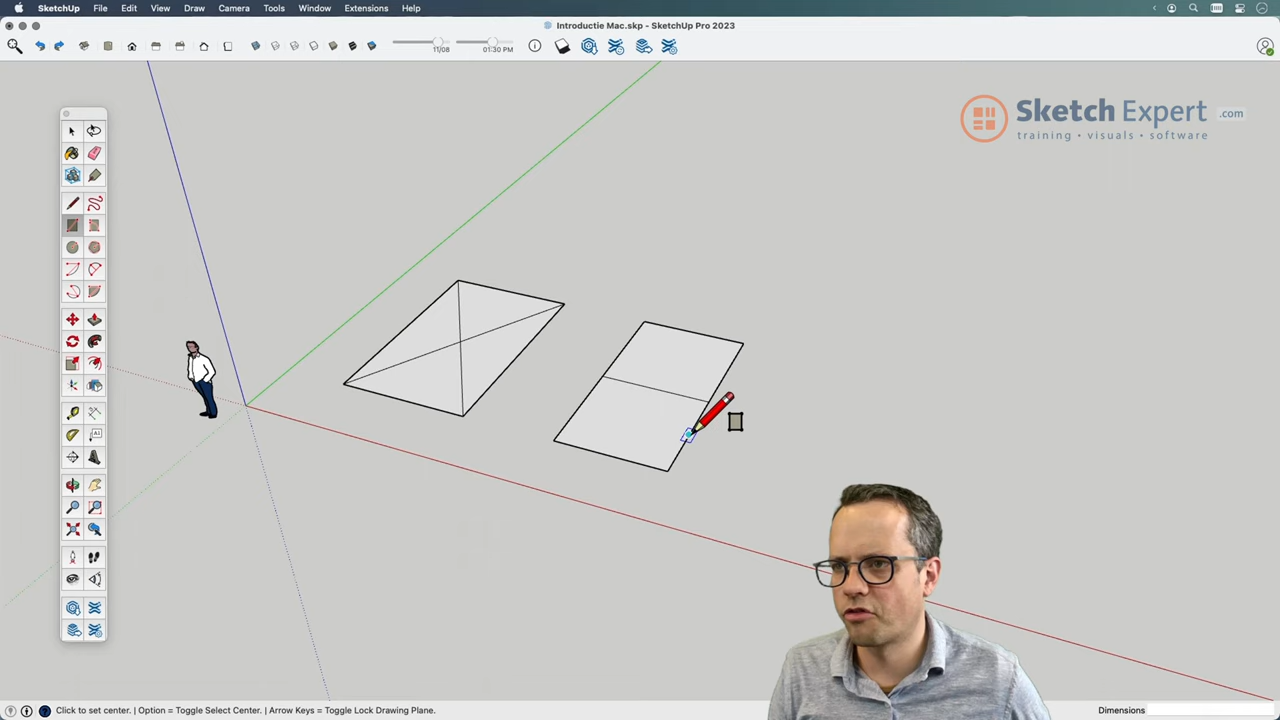 SketchUp File Edit View Draw Camera Tools Window Extensions Help
Introductie Mac.skp - SketchUp Pro 2023
11/08 01:30 PM
Sketch Expert .com
training • visuals • software
A1
Click to set center. | Option = Toggle Select Center. | Arrow Keys = Toggle Lock Drawing Plane.
Dimensions